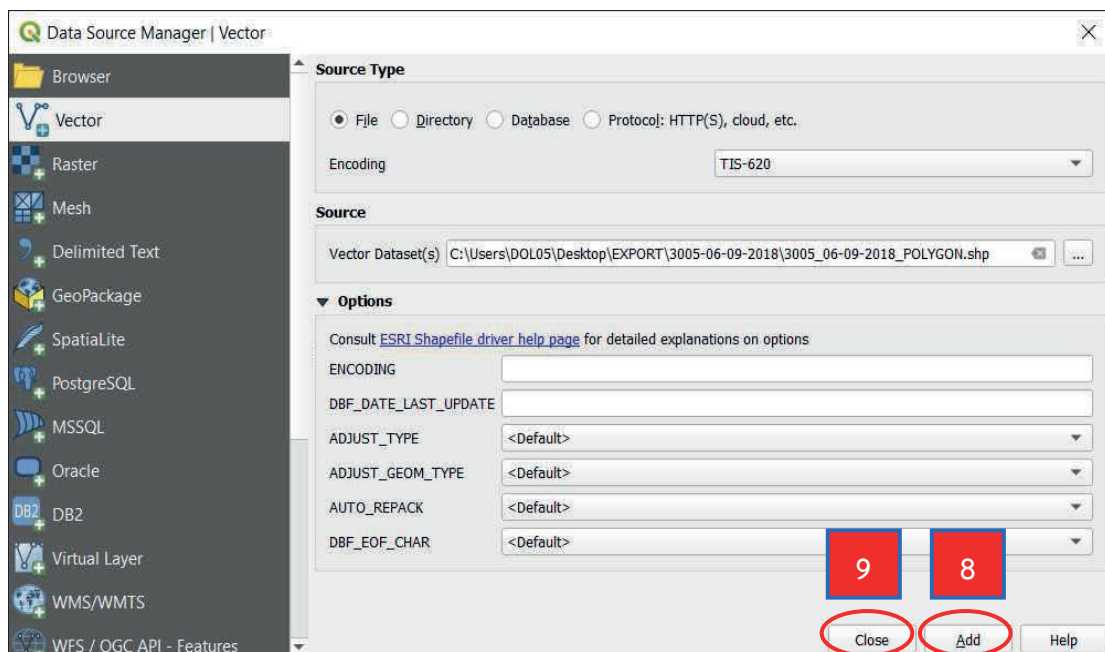 Data Source Manager | Vector
Browser
Vector
Raster
Mesh
Delimited Text
GeoPackage
SpatiaLite
PostgreSQL
MSSQL
Oracle
DB2
DB2
Virtual Layer
WMS/WMTS
WFS / OGC API - Features
Source Type
File Directory Database Protocol: HTTP(S), cloud, etc.
Encoding TIS-620
Source
Vector Dataset(s) C:\Users\DOL05\Desktop\EXPORT\3005-06-09-2018\3005_06-09-2018_POLYGON.shp ...
Options
Consult ESRI Shapefile driver help page for detailed explanations on options
ENCODING
DBF_DATE_LAST_UPDATE
ADJUST_TYPE <Default>
ADJUST_GEOM_TYPE <Default>
AUTO_REPACK <Default>
DBF_EOF_CHAR <Default>
9 8
Close Add Help